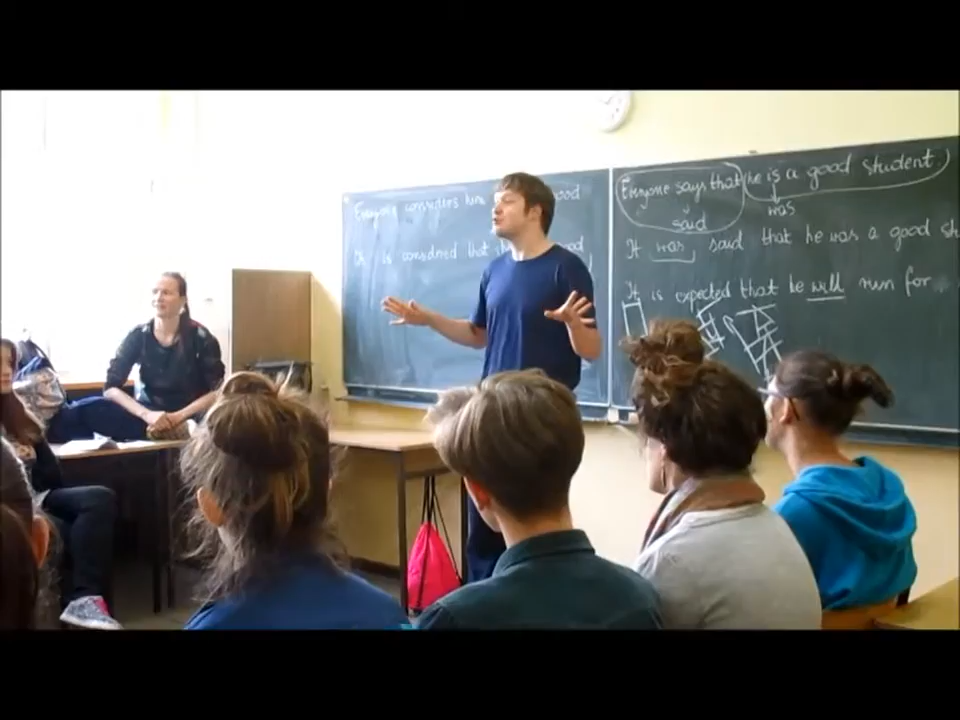 Everyone considers him good
It is considered that good
Everyone says that he is a good student.)
said was
It was said that he was a good
It is expected that he will run for